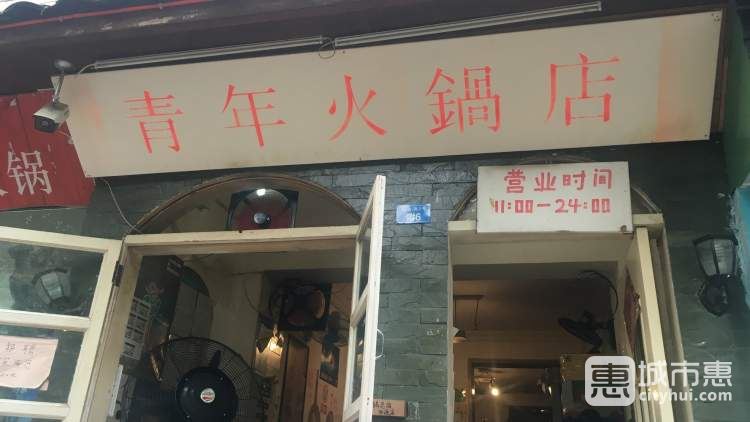 青年火鍋店
锅
营业时间
11:00—24:00
惠城市惠
cityhui.com